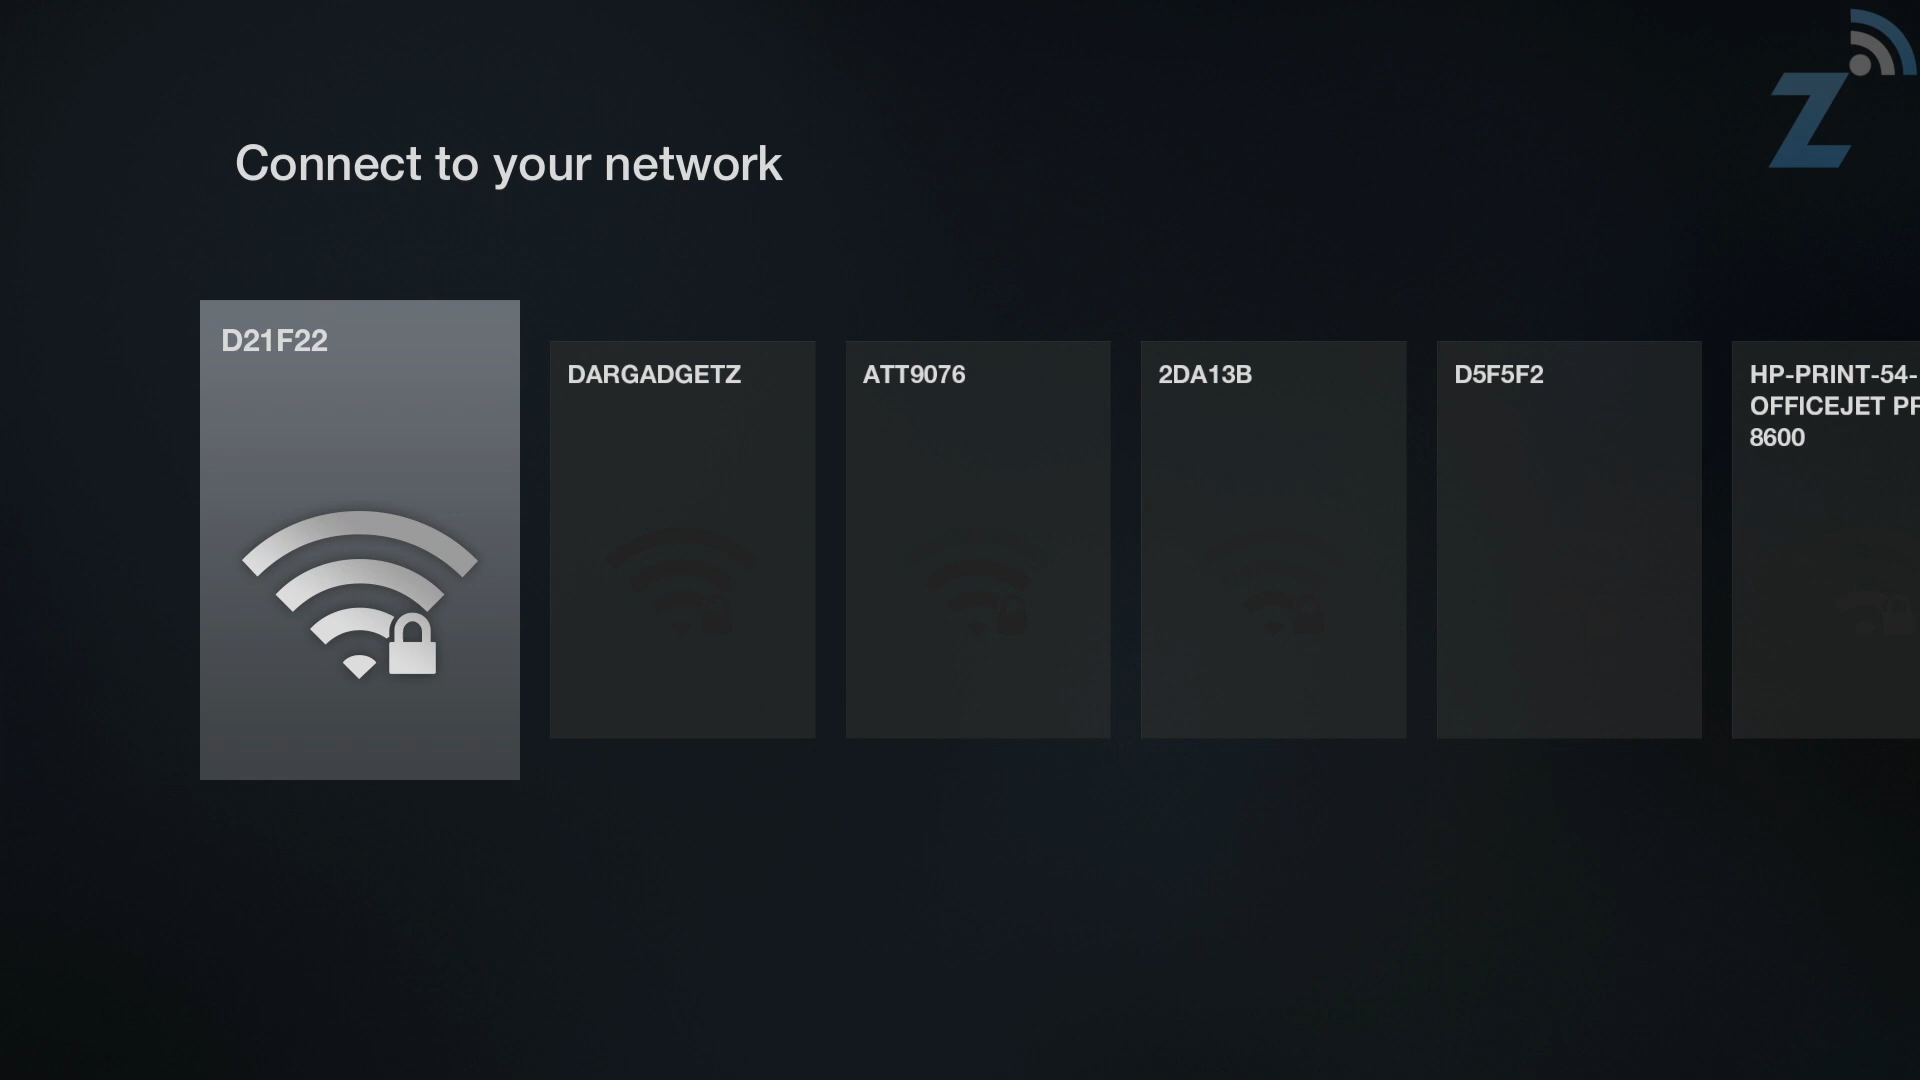 Connect to your network
D21F22
DARGADGETZ
ATT9076
2DA13B
D5F5F2
HP-PRINT-54-
OFFICEJET
8600
Z